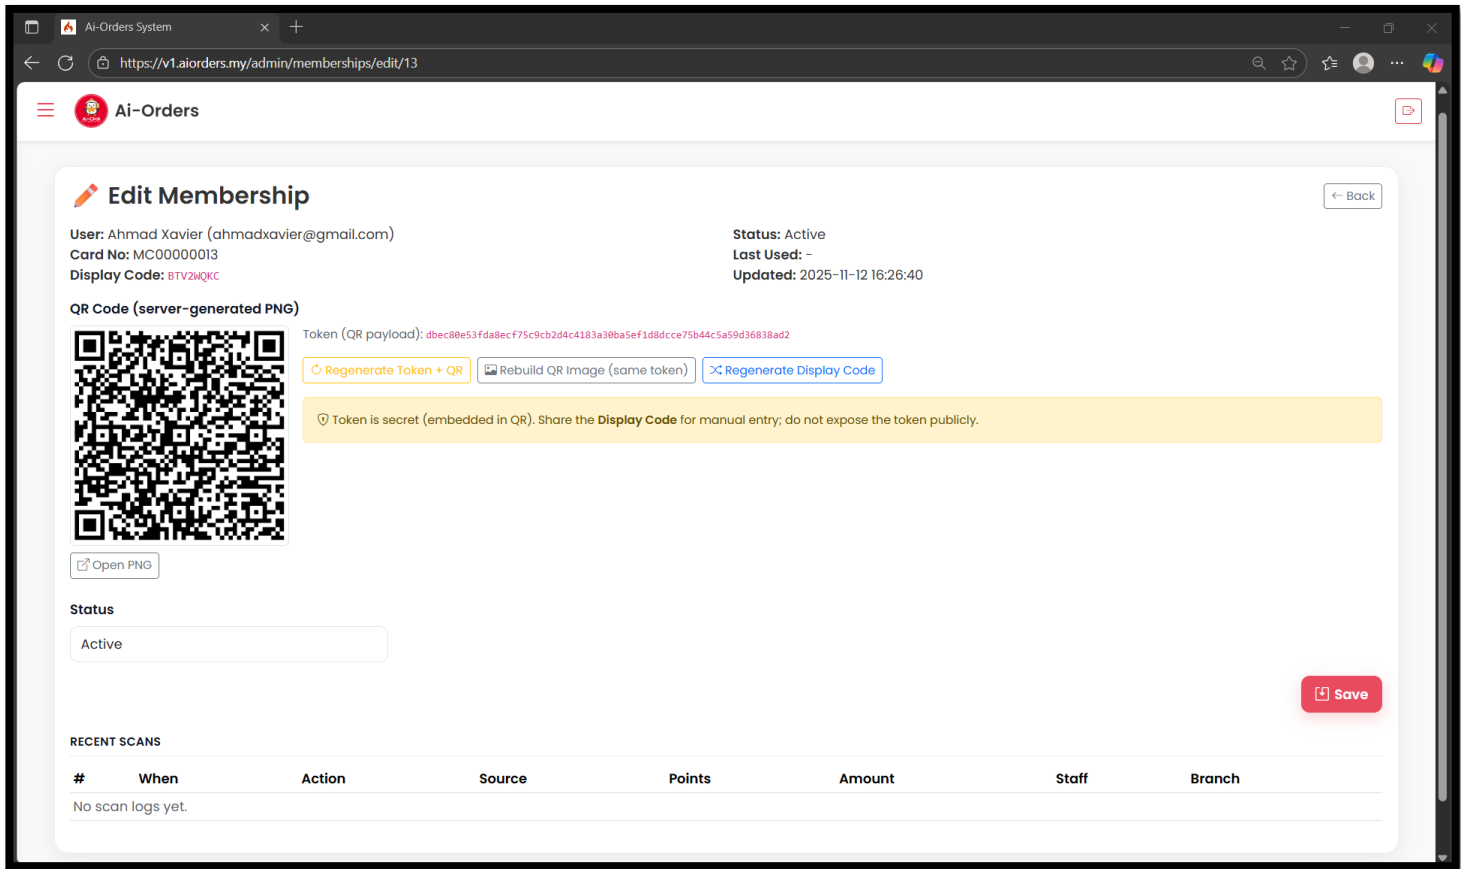 Ai-Orders System
https://v1.aiorders.my/admin/memberships/edit/13
Ai-Orders
Edit Membership
← Back
User: Ahmad Xavier (ahmadxavier@gmail.com)
Card No: MC00000013
Display Code: BTV2WQKC
Status: Active
Last Used: -
Updated: 2025-11-12 16:26:40
QR Code (server-generated PNG)
Token (QR payload): dbec80e53fda8ecf75c9cb2d4c4183a30ba5ef1d8dcce75b44c5a59d36838ad2
Regenerate Token + QR
Rebuild QR Image (same token)
Regenerate Display Code
Token is secret (embedded in QR). Share the Display Code for manual entry; do not expose the token publicly.
Open PNG
Status
Active
Save
RECENT SCANS
# When Action Source Points Amount Staff Branch
No scan logs yet.